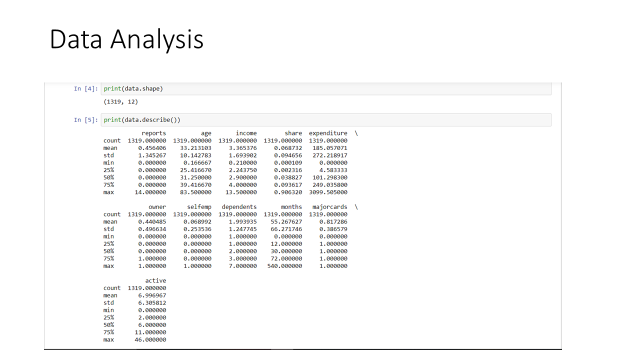 Data Analysis
In [4]: print(data.shape)
(1319, 12)
In [5]: print(data.describe())
reports age income share expenditure \
count 1319.000000 1319.000000 1319.000000 1319.000000 1319.000000
mean 0.456406 33.213103 3.365376 0.068732 185.057071
std 1.345267 10.142783 1.693902 0.094656 272.218917
min 0.000000 0.166667 0.210000 0.000109 0.000000
25% 0.000000 25.416670 2.243750 0.002316 4.583333
50% 0.000000 31.250000 2.900000 0.038827 101.298300
75% 0.000000 39.416670 4.000000 0.093617 249.035800
max 14.000000 83.500000 13.500000 0.906320 3099.505000
owner selfemp dependents months majorcards \
count 1319.000000 1319.000000 1319.000000 1319.000000 1319.000000
mean 0.440485 0.068992 1.993935 55.267627 0.817286
std 0.496634 0.253536 1.247745 66.271746 0.386579
min 0.000000 0.000000 0.000000 0.000000 0.000000
25% 0.000000 0.000000 1.000000 12.000000 1.000000
50% 0.000000 0.000000 2.000000 30.000000 1.000000
75% 1.000000 0.000000 3.000000 72.000000 1.000000
max 1.000000 1.000000 7.000000 540.000000 1.000000
active
count 1319.000000
mean 6.996967
std 6.305812
min 0.000000
25% 2.000000
50% 6.000000
75% 11.000000
max 46.000000